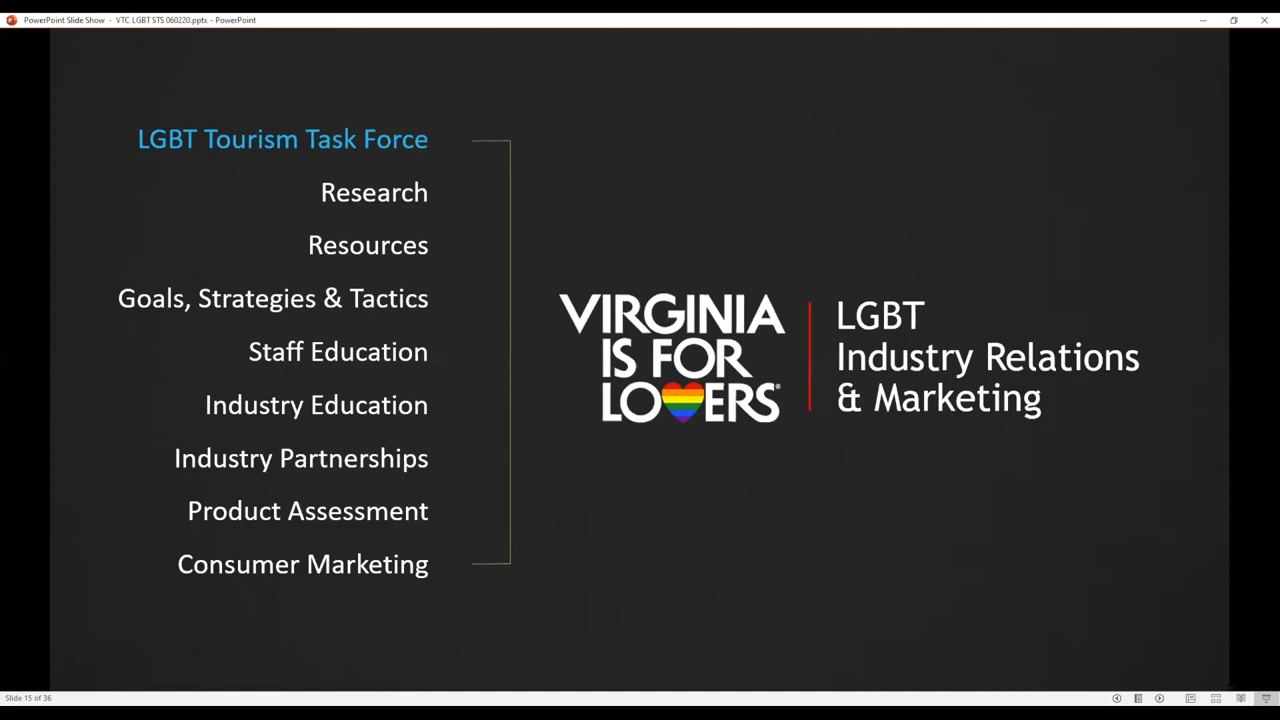 PowerPoint Slide Show - VTC LGBT STS 060220.pptx - PowerPoint
LGBT Tourism Task Force
Research
Resources
Goals, Strategies & Tactics
Staff Education
Industry Education
Industry Partnerships
Product Assessment
Consumer Marketing
VIRGINIA
IS FOR
LOVERS®
LGBT
Industry Relations
& Marketing
Slide 15 of 36